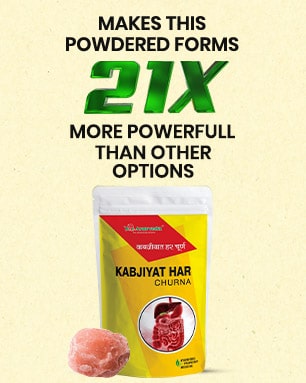 MAKES THIS
POWDERED FORMS
21X
MORE POWERFULL
THAN OTHER
OPTIONS
कब्जीयात हर चूर्ण
KABJIYAT HAR
CHURNA